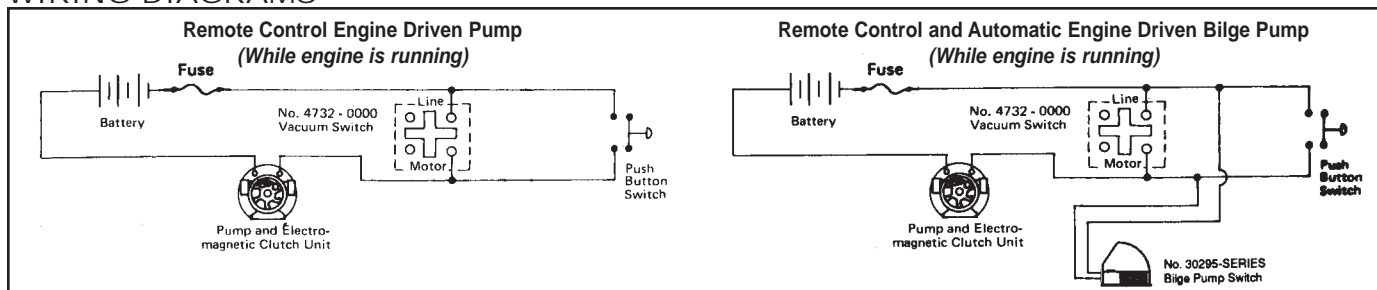 WIRING DIAGRAMS
Remote Control Engine Driven Pump
(While engine is running)
Fuse
Battery
No. 4732 - 0000
Vacuum Switch
Line
Motor
Push
Button
Switch
Pump and Electro-
magnetic Clutch Unit
Remote Control and Automatic Engine Driven Bilge Pump
(While engine is running)
Fuse
Battery
No. 4732 - 0000
Vacuum Switch
Line
Motor
Push
Button
Switch
Pump and Electro-
magnetic Clutch Unit
No. 30295-SERIES
Bilge Pump Switch